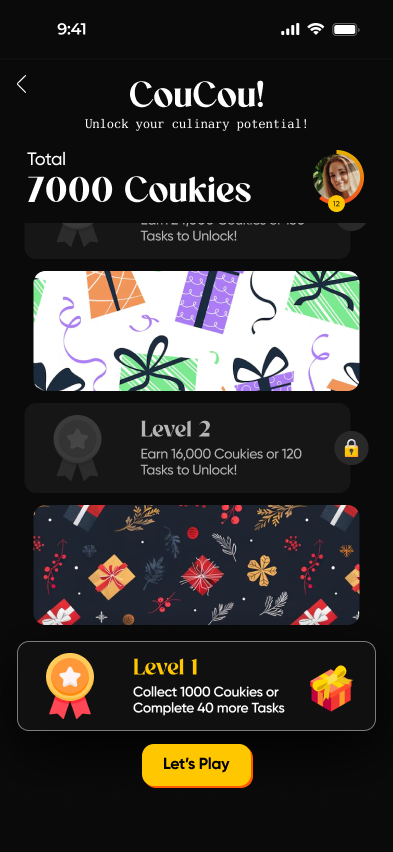 9:41
CouCou!
Unlock your culinary potential!
Total
7000 Coukies
12
Tasks to Unlock!
Level 2
Earn 16,000 Coukies or 120
Tasks to Unlock!
Level 1
Collect 1000 Coukies or
Complete 40 more Tasks
Let's Play